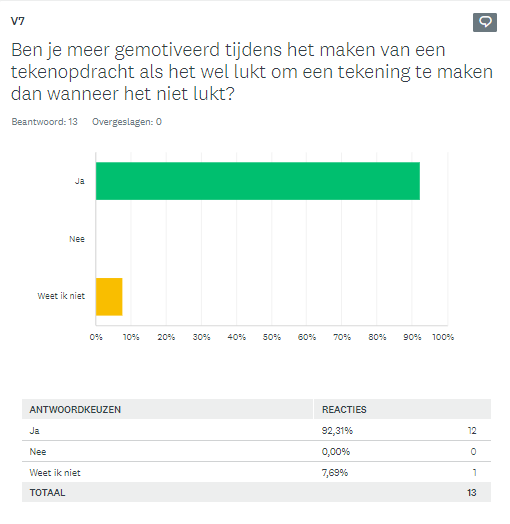 V7
Ben je meer gemotiveerd tijdens het maken van een
tekenopdracht als het wel lukt om een tekening te maken
dan wanneer het niet lukt?
Beantwoord: 13 Overgeslagen: 0
Ja
Nee
Weet ik niet
0% 10% 20% 30% 40% 50% 60% 70% 80% 90% 100%
ANTWOORDKEUZEN REACTIES
Ja 92,31% 12
Nee 0,00% 0
Weet ik niet 7,69% 1
TOTAAL 13